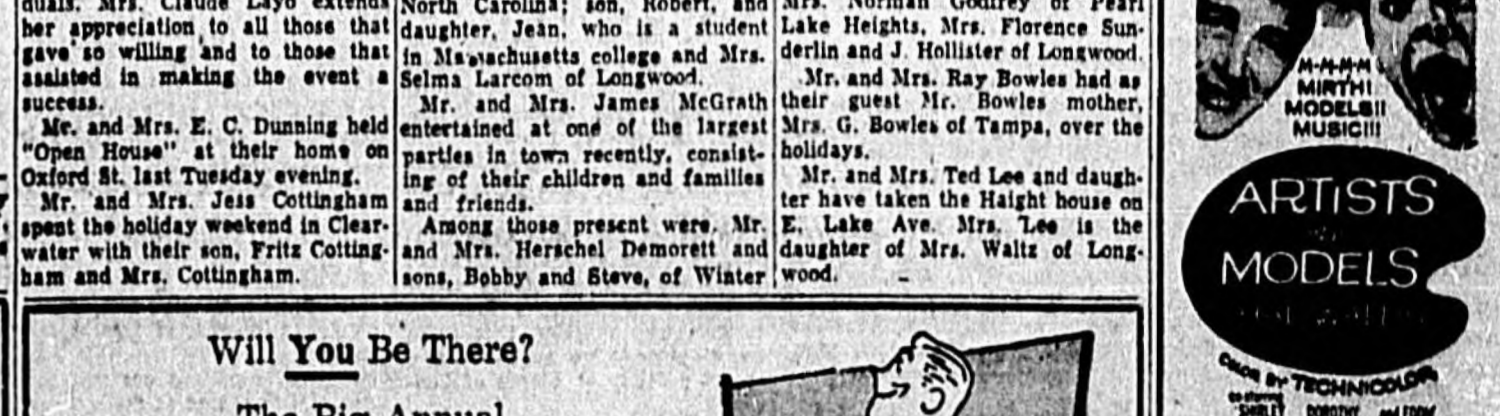 duals. Mrs. Claude Layo extends
her appreciation to all those that
gave so willing and to those that
assisted in making the event a
success.
Mr. and Mrs. E. C. Dunning held
"Open House" at their home on
Oxford St. last Tuesday evening.
Mr. and Mrs. Jess Cottingham
spent the holiday weekend in Clear-
water with their son, Fritz Cotting-
ham and Mrs. Cottingham.
North Carolina; son, Robert, and
daughter, Jean, who is a student
in Massachusetts college and Mrs.
Selma Larcom of Longwood.
Mr. and Mrs. James McGrath
entertained at one of the largest
parties in town recently, consist-
ing of their children and families
and friends.
Among those present were, Mr.
and Mrs. Herschel Demorett and
sons, Bobby and Steve, of Winter
Mrs. Norman Godfrey of Pearl
Lake Heights, Mrs. Florence Sun-
derlin and J. Hollister of Longwood.
Mr. and Mrs. Ray Bowles had as
their guest Mr. Bowles mother,
Mrs. G. Bowles of Tampa, over the
holidays.
Mr. and Mrs. Ted Lee and daugh-
ter have taken the Haight house on
E. Lake Ave. Mrs. Lee is the
daughter of Mrs. Waltz of Long-
wood.
Will You Be There?
The Big Annual
M-M-M-M
MIRTH!
MODELS!!
MUSIC!!!
ARTISTS
MODELS
COLOR BY TECHNICOLOR
co-starring
SHIRLEY DOROTHY and EDDIE